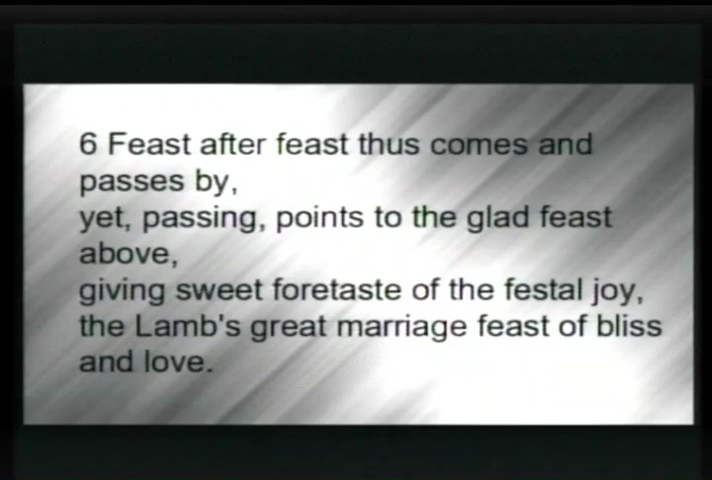 6 Feast after feast thus comes and
passes by,
yet, passing, points to the glad feast
above,
giving sweet foretaste of the festal joy,
the Lamb's great marriage feast of bliss
and love.